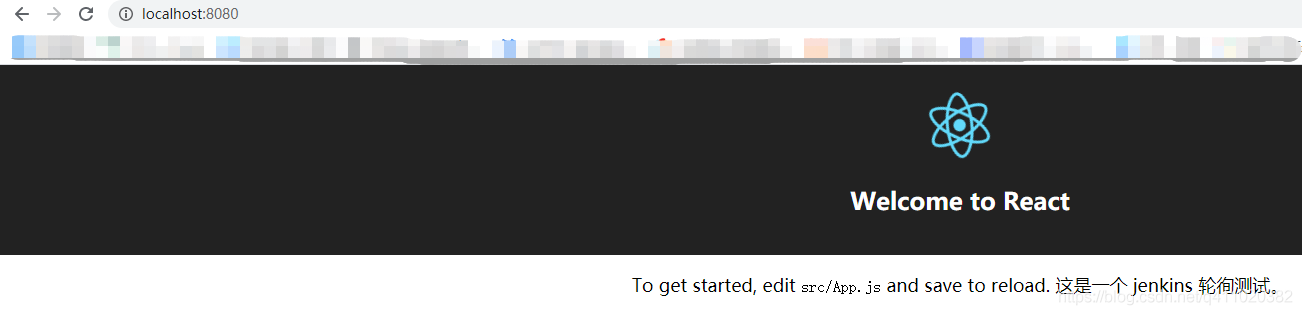 localhost:8080
Welcome to React
To get started, edit src/App.js and save to reload. 这是一个 jenkins 轮徇测试。